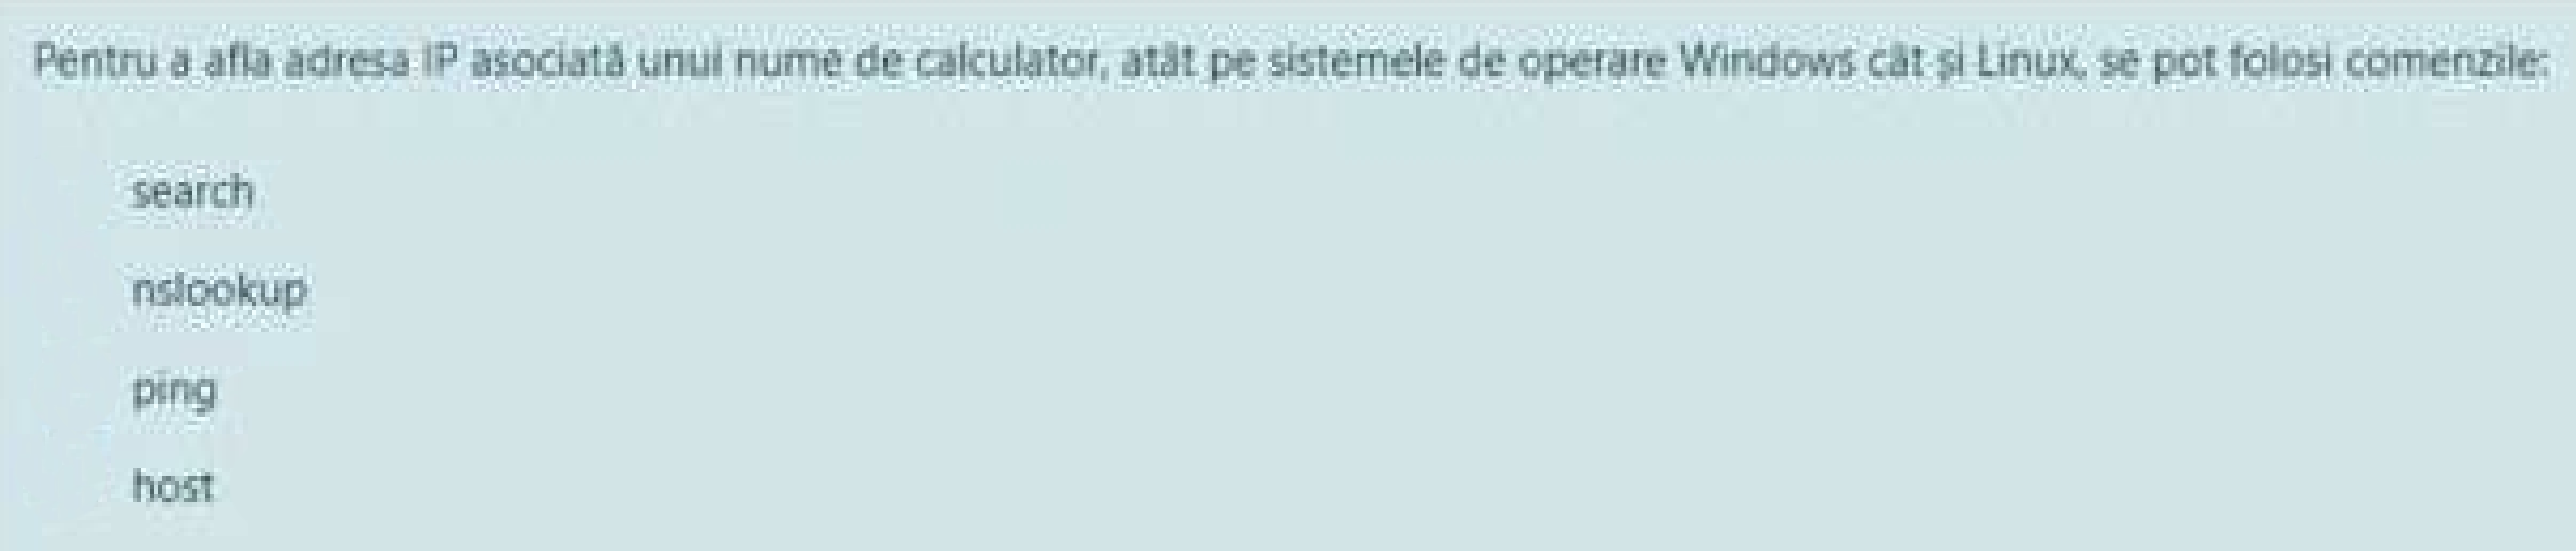 Pentru a afla adresa IP asociată unui nume de calculator, atât pe sistemele de operare Windows cât și Linux, se pot folosi comenzile:
search
nslookup
ping
host